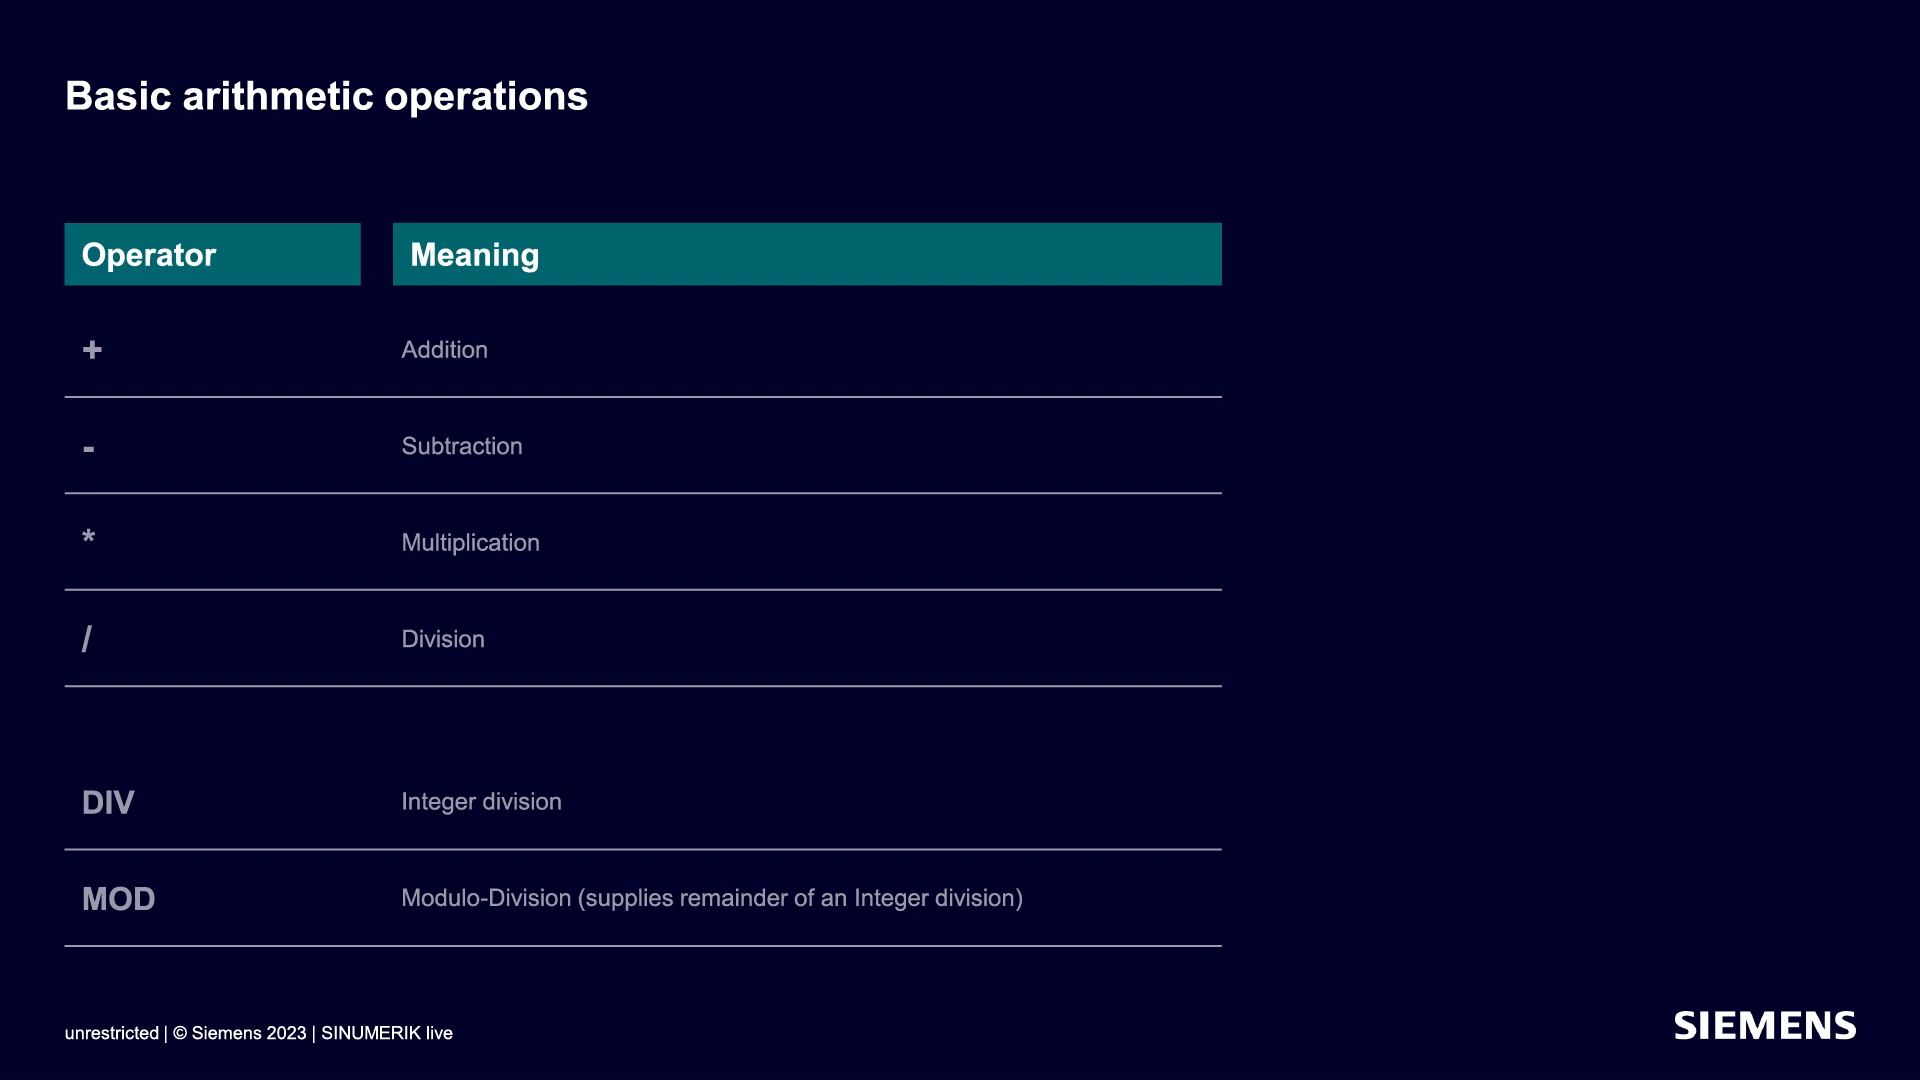 Basic arithmetic operations
Operator Meaning
+ Addition
- Subtraction
* Multiplication
/ Division
DIV Integer division
MOD Modulo-Division (supplies remainder of an Integer division)
unrestricted | © Siemens 2023 | SINUMERIK live
SIEMENS